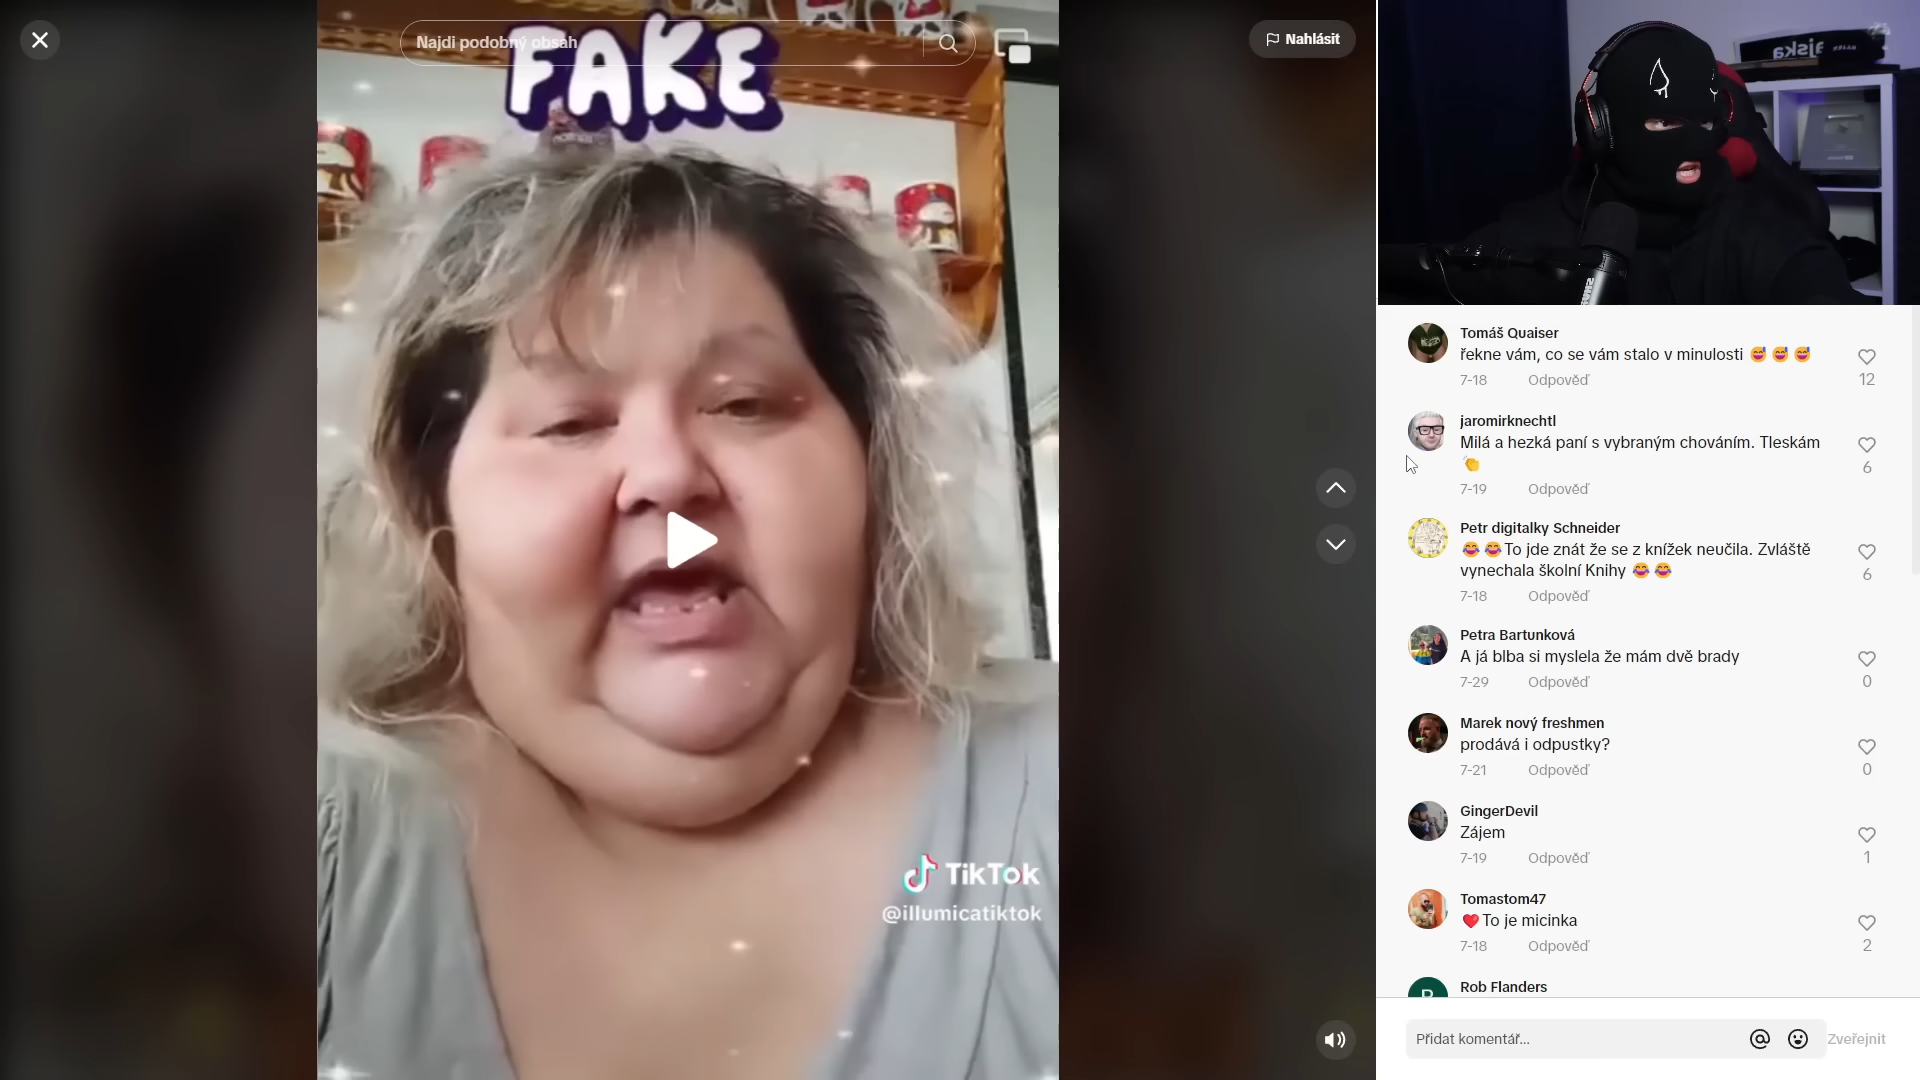 FAKE
Najdi podobný obsah
Nahlásit
TikTok
@illumicatiktok
Tomáš Quaiser
řekne vám, co se vám stalo v minulosti 😅 😅 😅
7-18 Odpověď
12
jaromirknechtl
Milá a hezká paní s vybraným chováním. Tleskám
👏
7-19 Odpověď
6
Petr digitalky Schneider
😂 😂 To jde znát že se z knížek neučila. Zvláště
vynechala školní Knihy 😂 😂
7-18 Odpověď
6
Petra Bartunková
A já blba si myslela že mám dvě brady
7-29 Odpověď
0
Marek nový freshmen
prodává i odpustky?
7-21 Odpověď
0
GingerDevil
Zájem
7-19 Odpověď
1
Tomastom47
❤️ To je micinka
7-18 Odpověď
2
Rob Flanders
Přidat komentář...
Zveřejnit